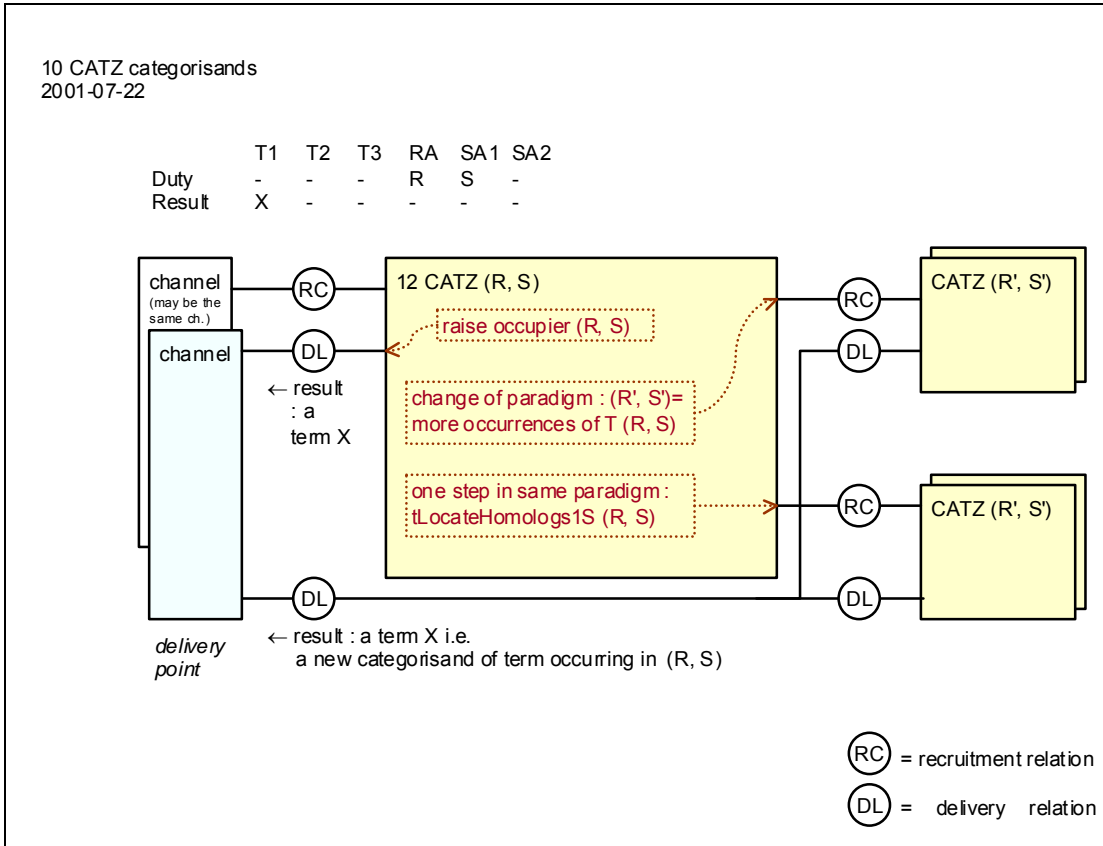 10 CATZ categorisands
2001-07-22
T1 T2 T3 RA SA1 SA2
Duty - - - R S -
Result X - - - - -
channel
(may be the
same ch.)
RC
12 CATZ (R, S)
RC
CATZ (R', S')
raise occupier (R, S)
channel
DL
DL
← result
: a
term X
change of paradigm : (R', S')=
more occurrences of T (R, S)
one step in same paradigm :
tLocateHomologs1S (R, S)
RC
CATZ (R', S')
DL
DL
delivery
point
← result : a term X i.e.
a new categorisand of term occurring in (R, S)
RC = recruitment relation
DL = delivery relation